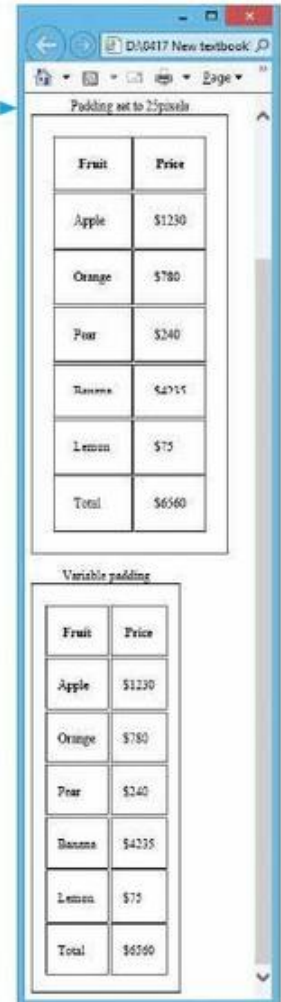 D:\0417 New textbook
Page
Padding set to 25pixels
Fruit Price
Apple $1230
Orange $780
Pear $240
Banana $4235
Lemon $75
Total $6560
Variable padding
Fruit Price
Apple $1230
Orange $780
Pear $240
Banana $4235
Lemon $75
Total $6560